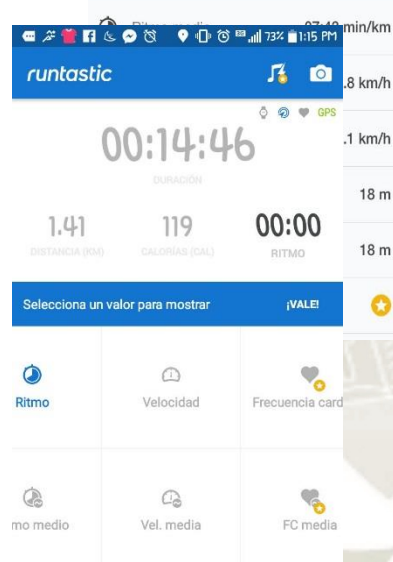 07:42 min/km
73% 1:15 PM
runtastic
.8 km/h
GPS
00:14:46
.1 km/h
DURACIÓN
18 m
1.41 119 00:00
DISTANCIA (KM) CALORÍAS (CAL) RITMO
18 m
Selecciona un valor para mostrar ¡VALE!
Ritmo Velocidad Frecuencia card
mo medio Vel. media FC media